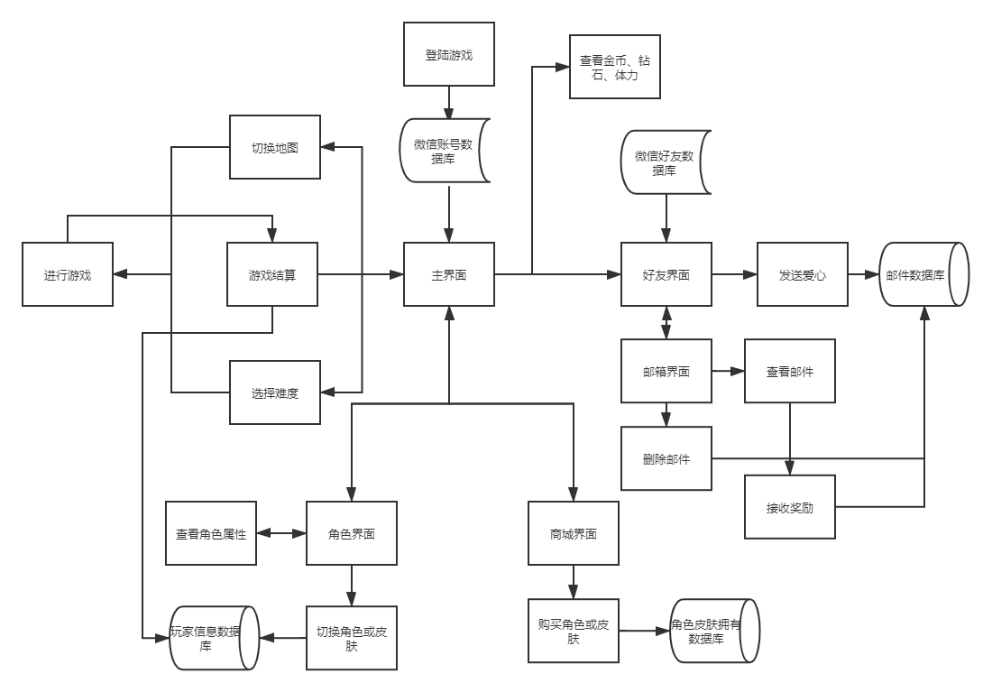 登陆游戏
查看金币、钻
石、体力
切换地图
微信账号数
据库
微信好友数
据库
进行游戏
游戏结算
主界面
好友界面
发送爱心
邮件数据库
选择难度
邮箱界面
查看邮件
删除邮件
接收奖励
查看角色属性
角色界面
商城界面
玩家信息数据
库
切换角色或皮
肤
购买角色或皮
肤
角色皮肤拥有
数据库